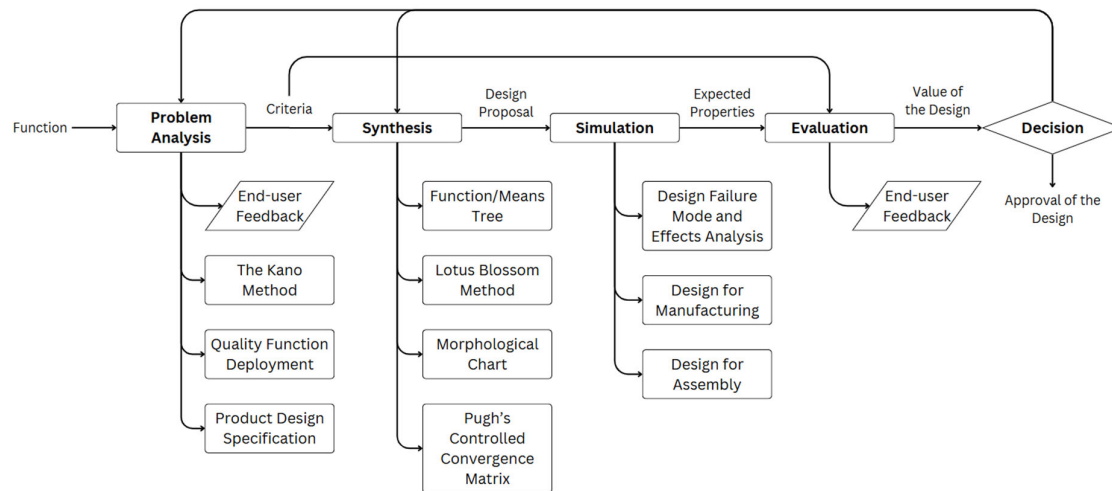 Function
Problem
Analysis
Criteria
Synthesis
Design
Proposal
Simulation
Expected
Properties
Evaluation
Value of
the Design
Decision
Approval of the
Design
End-user
Feedback
The Kano
Method
Quality Function
Deployment
Product Design
Specification
Function/Means
Tree
Lotus Blossom
Method
Morphological
Chart
Pugh's
Controlled
Convergence
Matrix
Design Failure
Mode and
Effects Analysis
Design for
Manufacturing
Design for
Assembly
End-user
Feedback